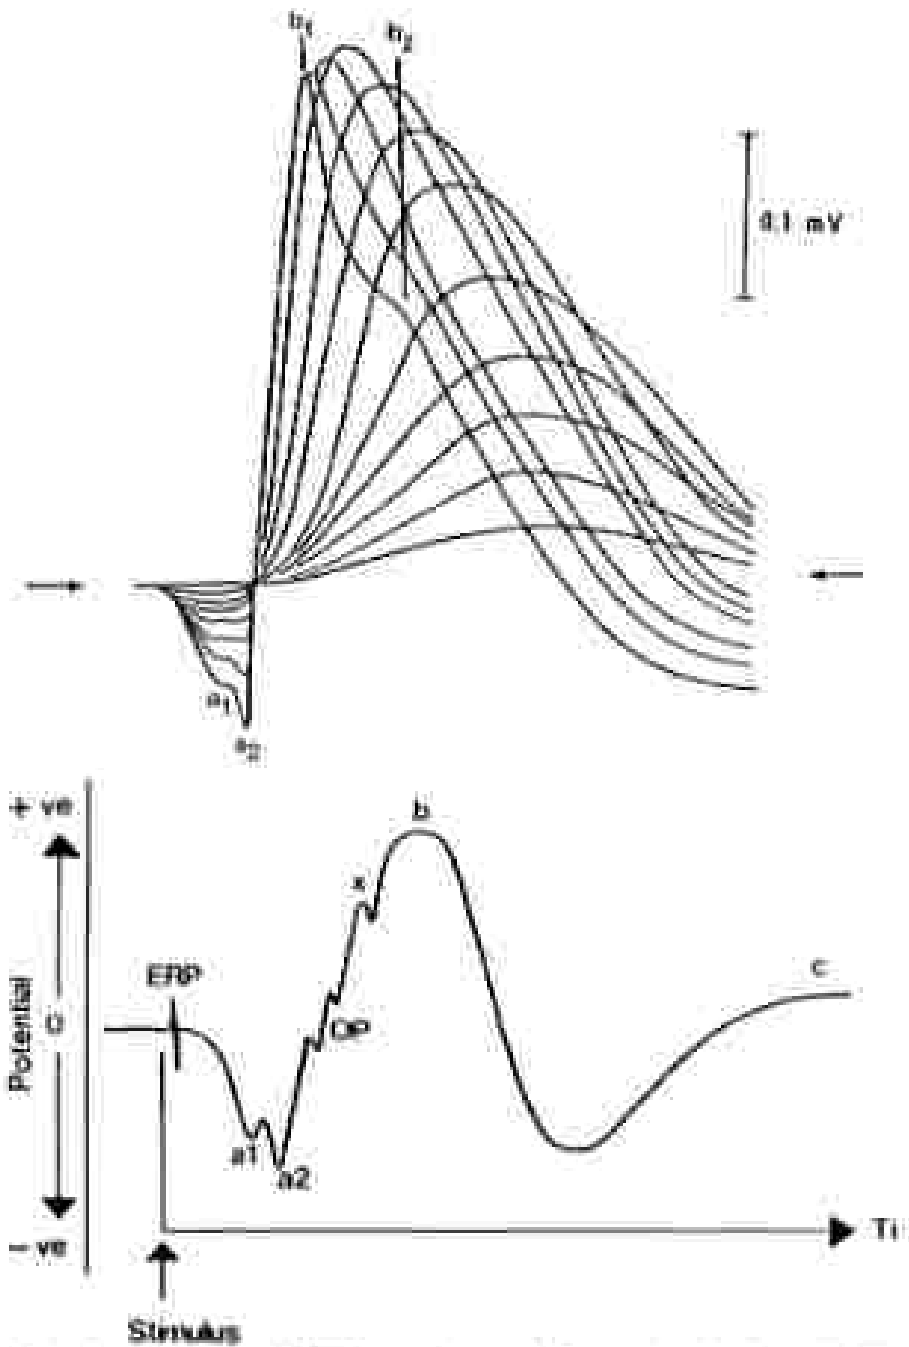 b1
b2
0.1 mV
a1
a2
+ ve
b
x
ERP
c
Potential
0
OP
a1
a2
- ve
Ti
Stimulus